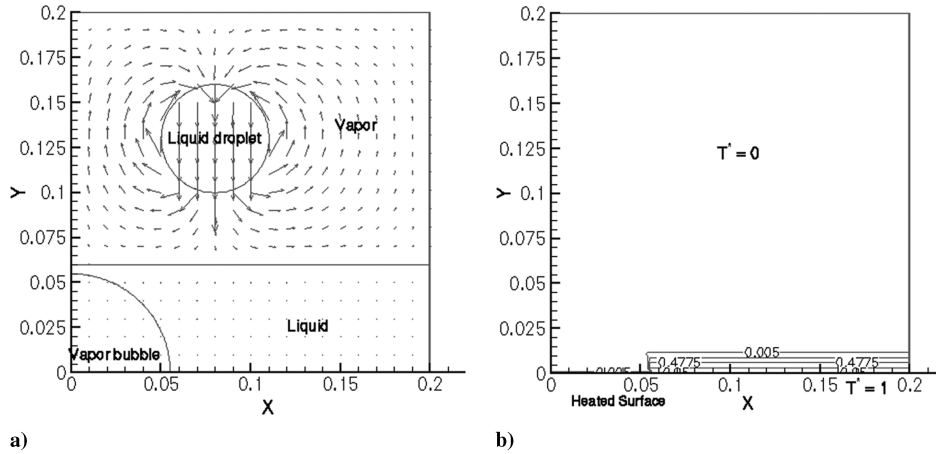 0.2
0.175
0.15
0.125
0.1
0.075
0.05
0.025
0
Y
Liquid droplet
Vapor
Liquid
Vapor bubble
0 0.05 0.1 0.15 0.2
X
a)
0.2
0.175
0.15
0.125
0.1
0.075
0.05
0.025
0
Y
T* = 0
0.005
0.4775 0.4775
0 0.05 0.1 0.15 0.2
T* = 1
Heated Surface
X
b)